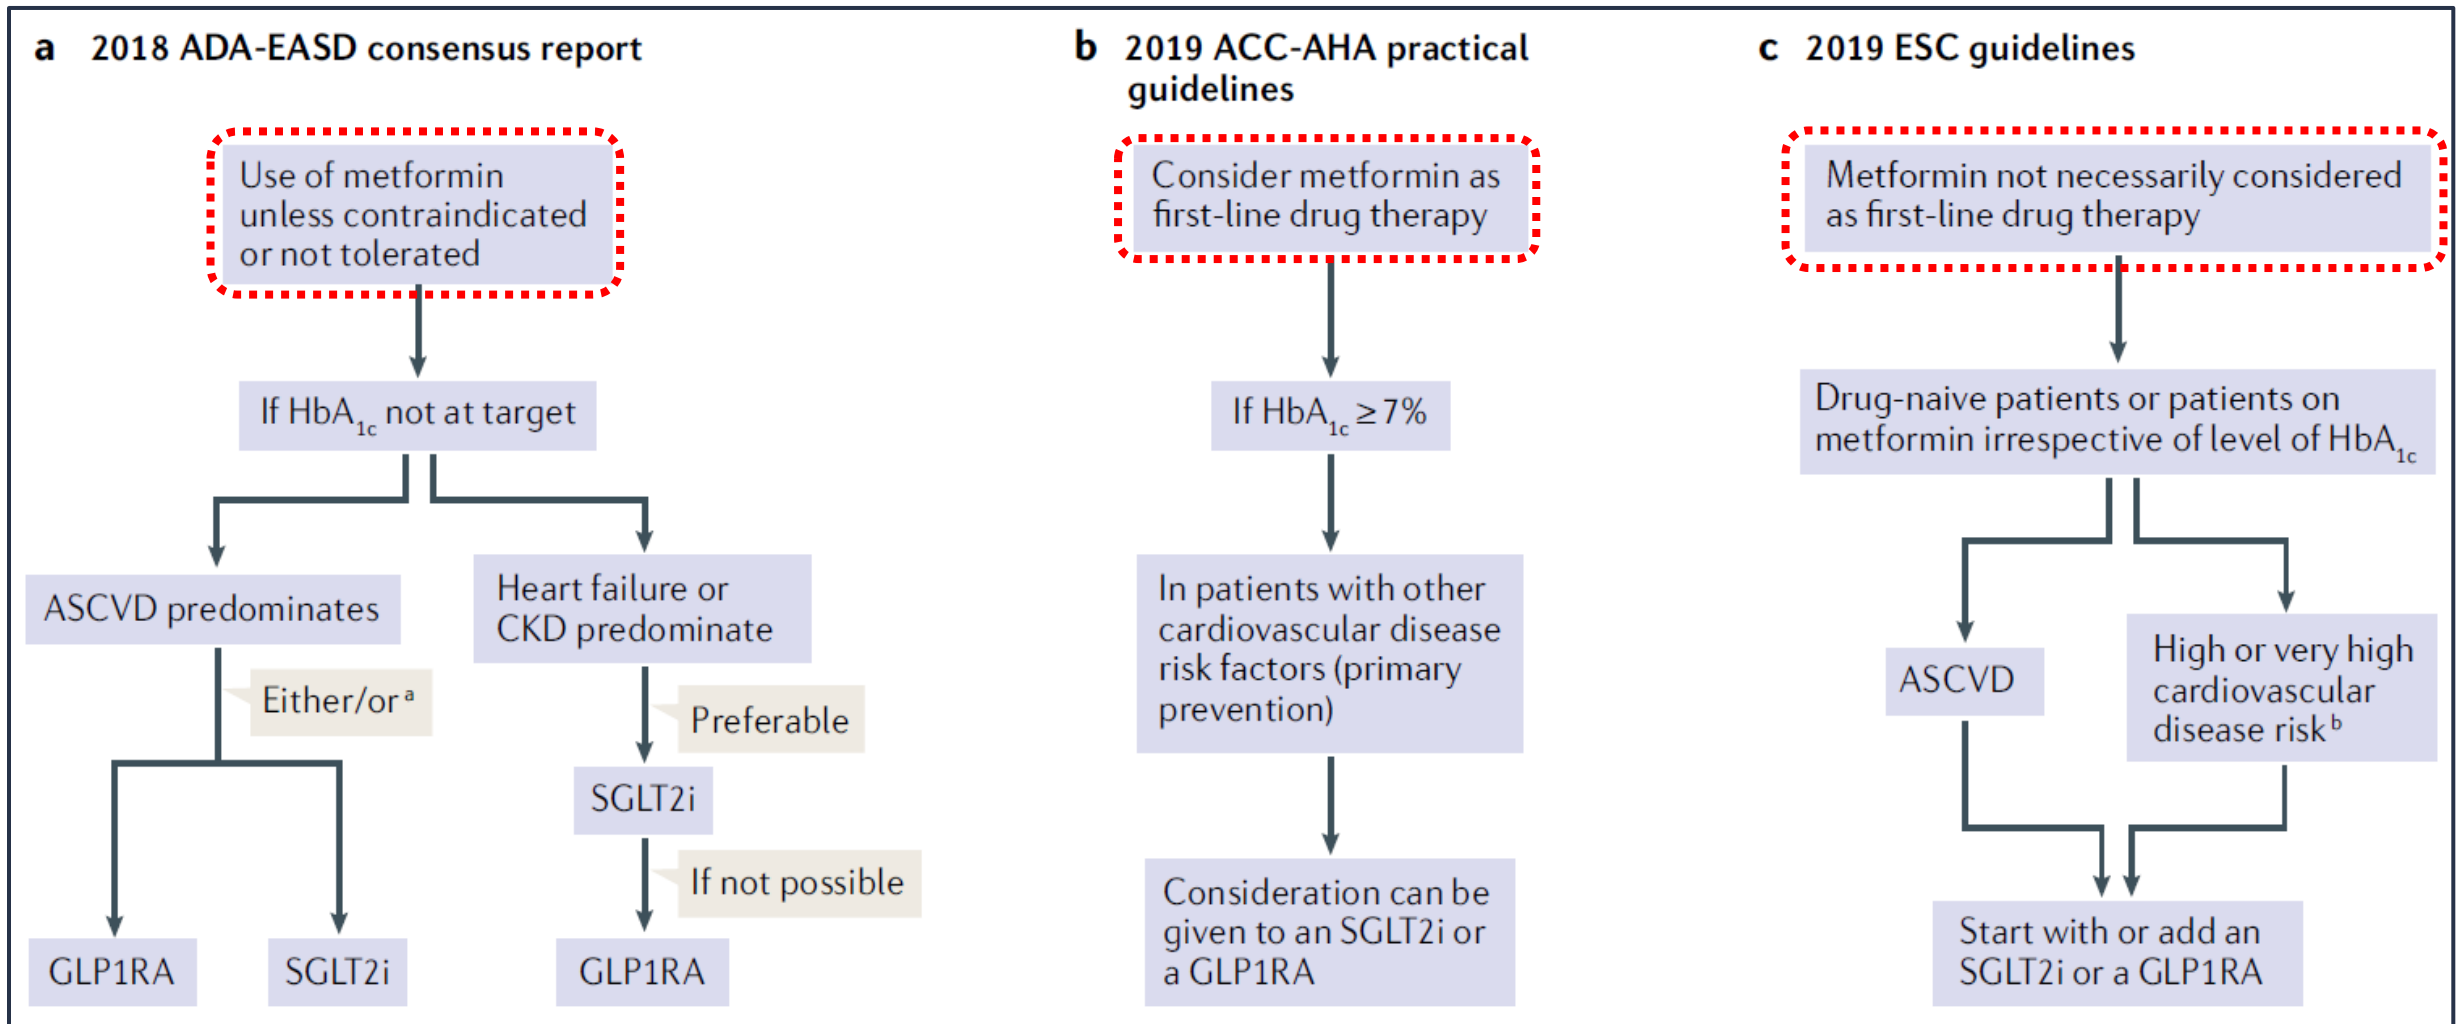 a 2018 ADA-EASD consensus report
Use of metformin
unless contraindicated
or not tolerated
If HbA1c not at target
ASCVD predominates
Either/or a
GLP1RA
SGLT2i
Heart failure or
CKD predominate
Preferable
SGLT2i
If not possible
GLP1RA
b 2019 ACC-AHA practical
guidelines
Consider metformin as
first-line drug therapy
If HbA1c ≥ 7%
In patients with other
cardiovascular disease
risk factors (primary
prevention)
Consideration can be
given to an SGLT2i or
a GLP1RA
c 2019 ESC guidelines
Metformin not necessarily considered
as first-line drug therapy
Drug-naive patients or patients on
metformin irrespective of level of HbA1c
ASCVD
High or very high
cardiovascular
disease risk b
Start with or add an
SGLT2i or a GLP1RA